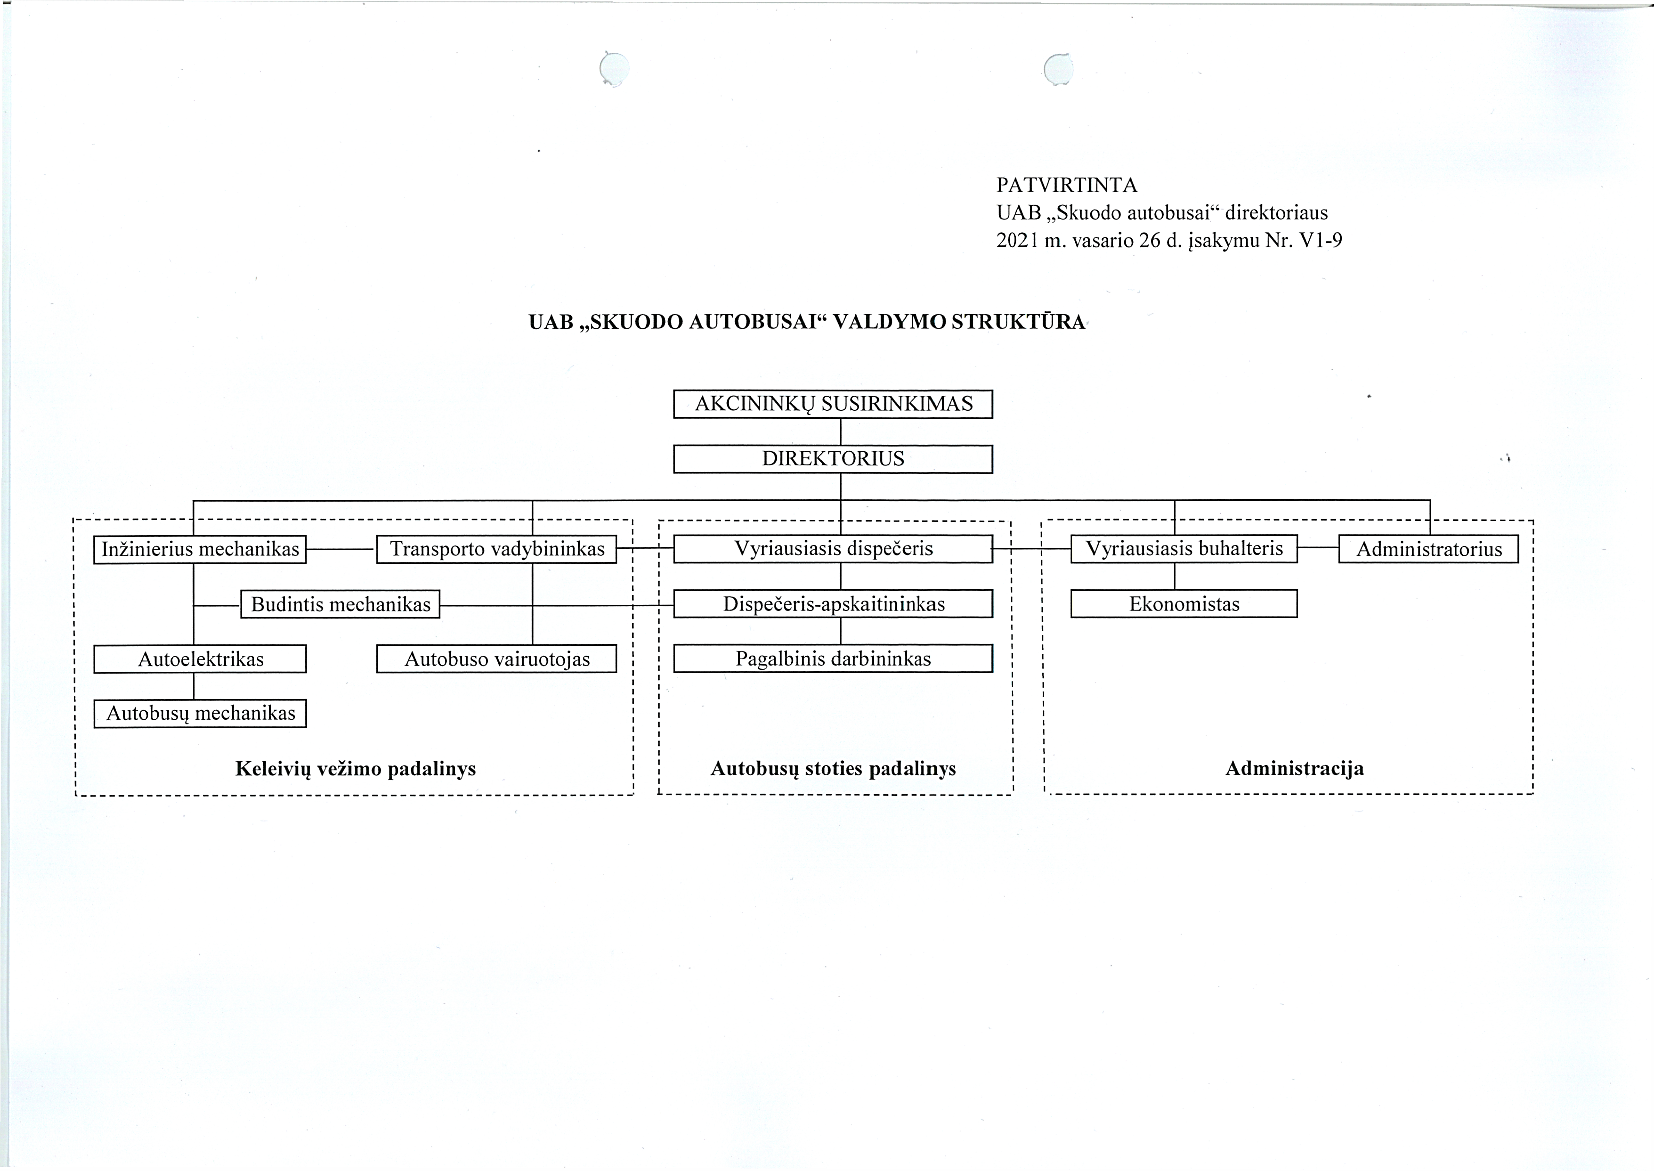 PATVIRTINTA
UAB „Skuodo autobusai“ direktoriaus
2021 m. vasario 26 d. įsakymu Nr. V1-9
UAB „SKUODO AUTOBUSAI“ VALDYMO STRUKTŪRA
AKCININKŲ SUSIRINKIMAS
DIREKTORIUS
Inžinierius mechanikas
Transporto vadybininkas
Vyriausiasis dispečeris
Vyriausiasis buhalteris
Administratorius
Budintis mechanikas
Dispečeris-apskaitininkas
Ekonomistas
Autoelektrikas
Autobuso vairuotojas
Pagalbinis darbininkas
Autobusų mechanikas
Keleivių vežimo padalinys
Autobusų stoties padalinys
Administracija